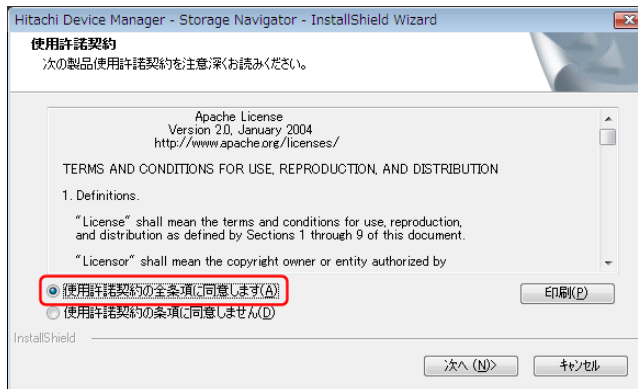 Hitachi Device Manager - Storage Navigator - InstallShield Wizard
使用許諾契約
次の製品使用許諾契約を注意深くお読みください。
Apache License
Version 2.0, January 2004
http://www.apache.org/licenses/
TERMS AND CONDITIONS FOR USE, REPRODUCTION, AND DISTRIBUTION
1. Definitions.
"License" shall mean the terms and conditions for use, reproduction,
and distribution as defined by Sections 1 through 9 of this document.
"Licensor" shall mean the copyright owner or entity authorized by
使用許諾契約の全条項に同意します(A)
印刷(P)
使用許諾契約の条項に同意しません(D)
InstallShield
次へ (N)>
キャンセル